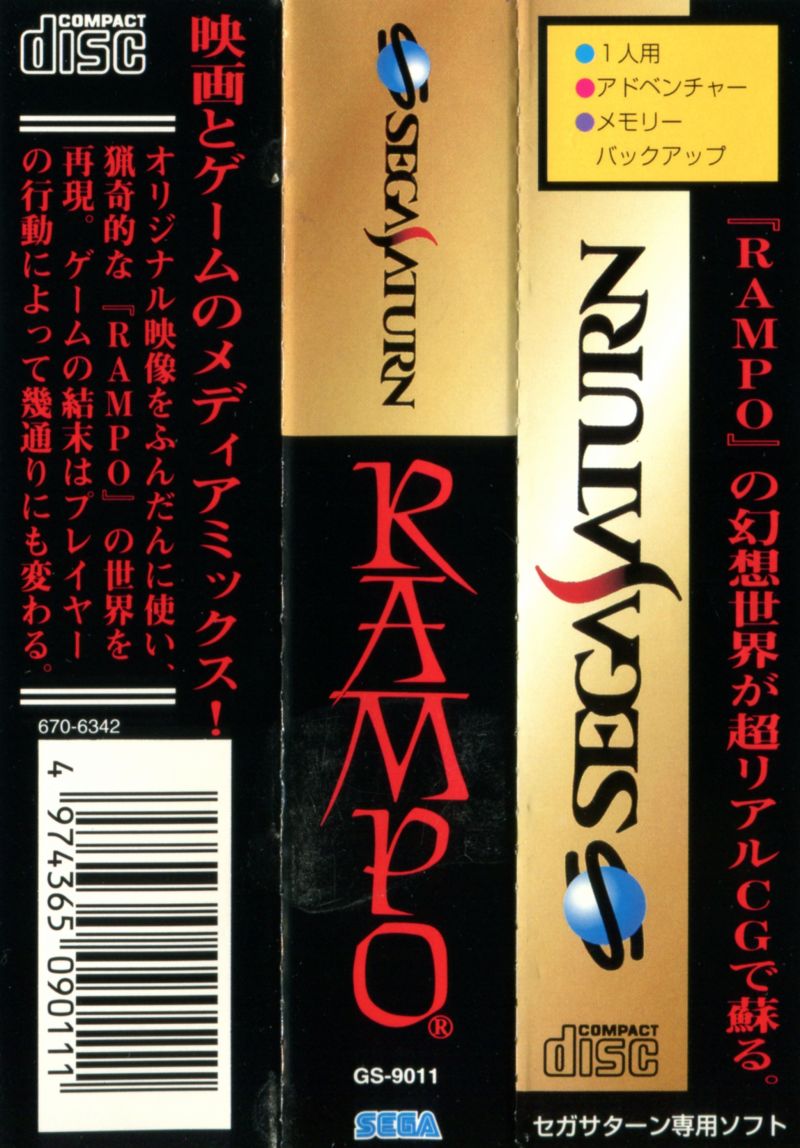 COMPACT
disc
映画とゲームのメディアミックス！
オリジナル映像をふんだんに使い、
猟奇的な『RAMPO』の世界を
再現。ゲームの結末はプレイヤー
の行動によって幾通りにも変わる。
670-6342
4 974365 090111
SEGA SATURN
RAMPO®
GS-9011
SEGA
●1人用
●アドベンチャー
●メモリー
バックアップ
SEGA SATURN
COMPACT
disc
『RAMPO』の幻想世界が超リアルCGで蘇る。
セガサターン専用ソフト